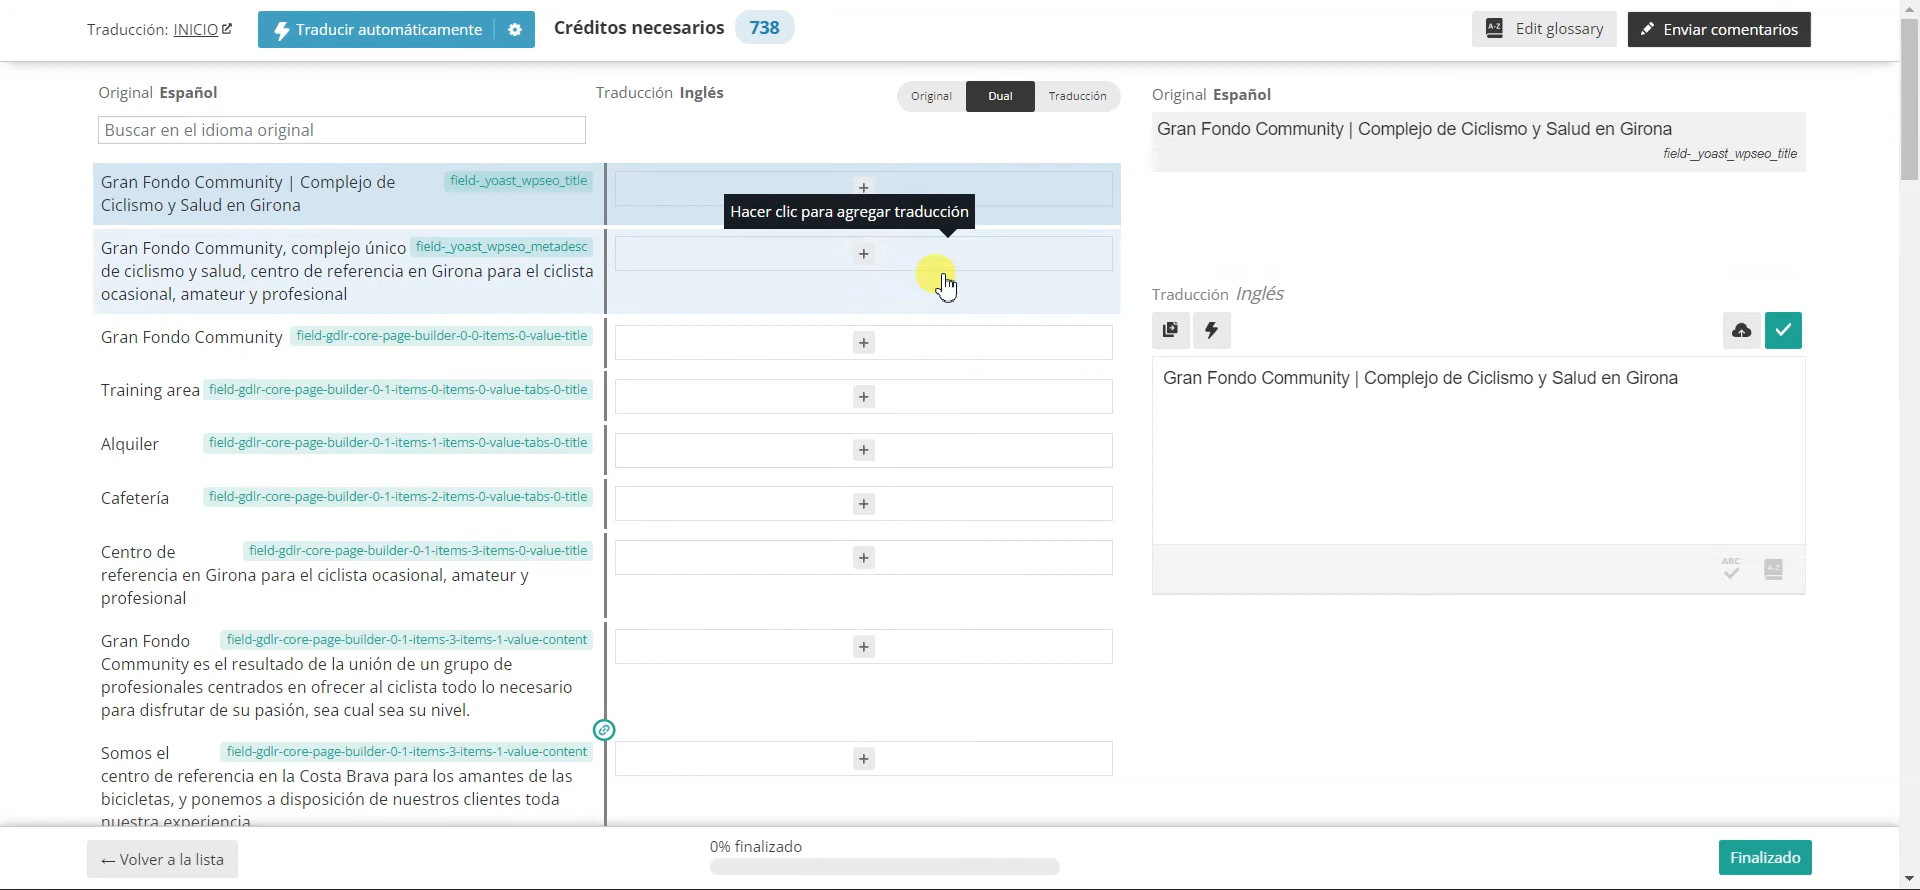 Traducción: INICIO
Traducir automáticamente
Créditos necesarios 738
A-Z Edit glossary
Enviar comentarios
Original Español
Traducción Inglés
Original Dual Traducción
Buscar en el idioma original
Gran Fondo Community | Complejo de
Ciclismo y Salud en Girona
field-_yoast_wpseo_title
+
Hacer clic para agregar traducción
Gran Fondo Community, complejo único
de ciclismo y salud, centro de referencia en Girona para el ciclista
ocasional, amateur y profesional
field-_yoast_wpseo_metadesc
+
Gran Fondo Community
field-gdlr-core-page-builder-0-0-items-0-value-title
+
Training area
field-gdlr-core-page-builder-0-1-items-0-items-0-value-tabs-0-title
+
Alquiler
field-gdlr-core-page-builder-0-1-items-1-items-0-value-tabs-0-title
+
Cafetería
field-gdlr-core-page-builder-0-1-items-2-items-0-value-tabs-0-title
+
Centro de
referencia en Girona para el ciclista ocasional, amateur y
profesional
field-gdlr-core-page-builder-0-1-items-3-items-0-value-title
+
Gran Fondo
Community es el resultado de la unión de un grupo de
profesionales centrados en ofrecer al ciclista todo lo necesario
para disfrutar de su pasión, sea cual sea su nivel.
field-gdlr-core-page-builder-0-1-items-3-items-1-value-content
+
Somos el
centro de referencia en la Costa Brava para los amantes de las
bicicletas, y ponemos a disposición de nuestros clientes toda
nuestra experiencia
field-gdlr-core-page-builder-0-1-items-3-items-1-value-content
+
Original Español
Gran Fondo Community | Complejo de Ciclismo y Salud en Girona
field-_yoast_wpseo_title
Traducción Inglés
Gran Fondo Community | Complejo de Ciclismo y Salud en Girona
ABC
A-Z
← Volver a la lista
0% finalizado
Finalizado